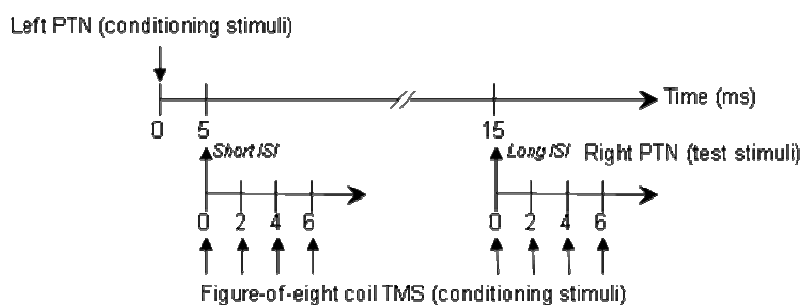 Left PTN (conditioning stimuli)
Time (ms)
0 5 15
Short ISI Long ISI Right PTN (test stimuli)
0 2 4 6 0 2 4 6
Figure-of-eight coil TMS (conditioning stimuli)